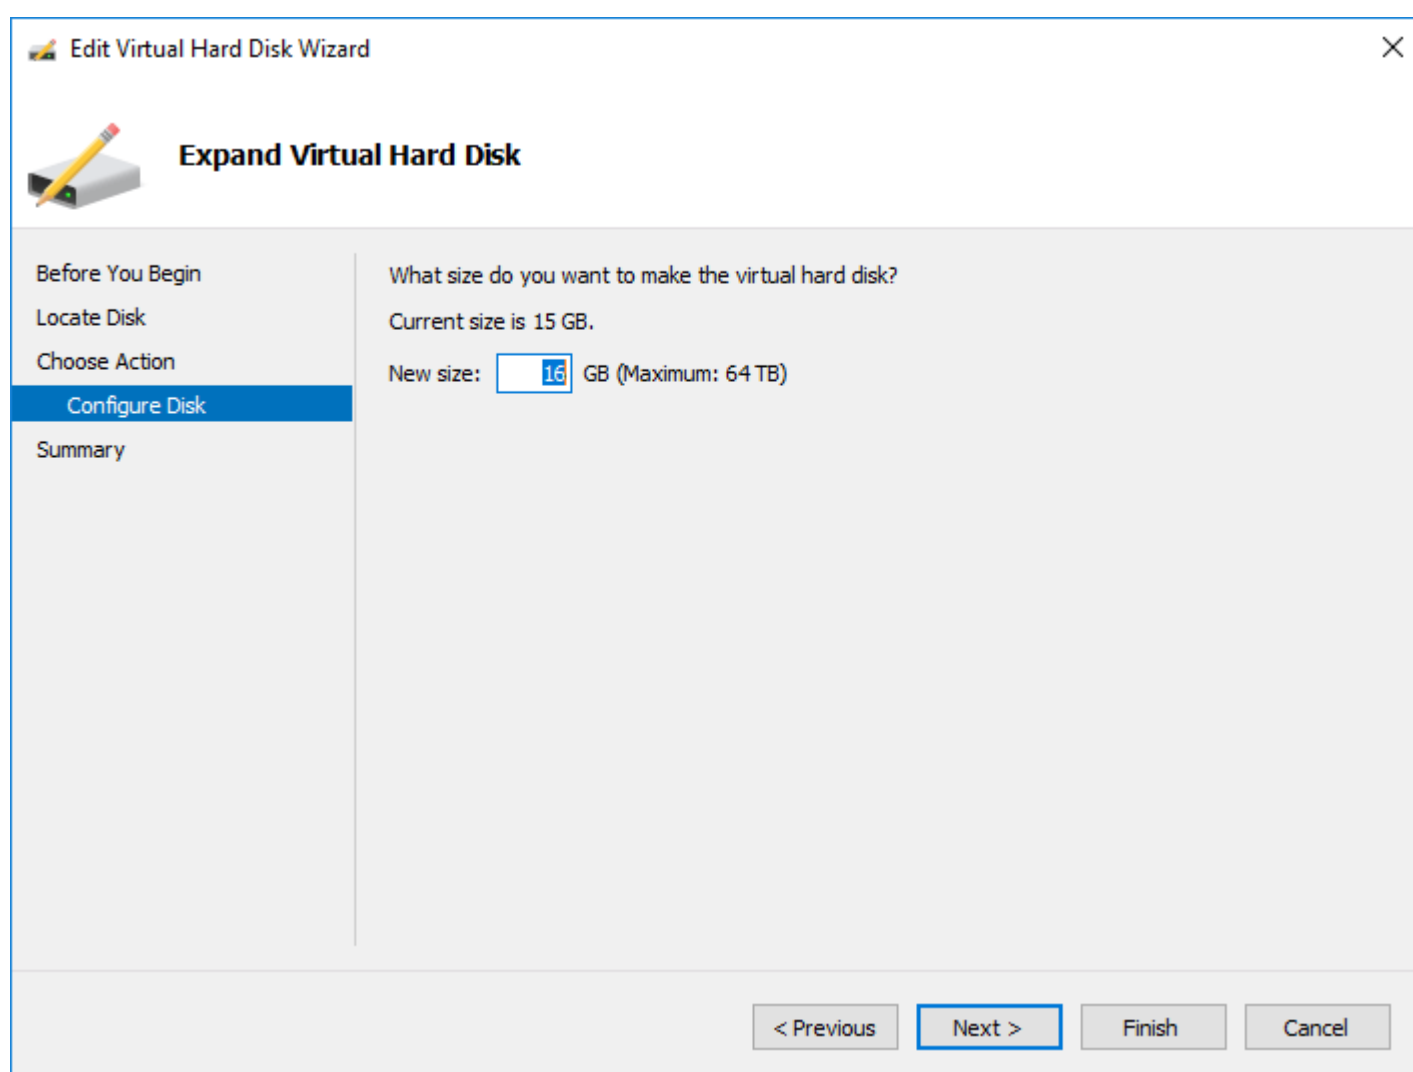 Edit Virtual Hard Disk Wizard
Expand Virtual Hard Disk
Before You Begin
Locate Disk
Choose Action
Configure Disk
Summary
What size do you want to make the virtual hard disk?
Current size is 15 GB.
New size: 16 GB (Maximum: 64 TB)
< Previous Next > Finish Cancel